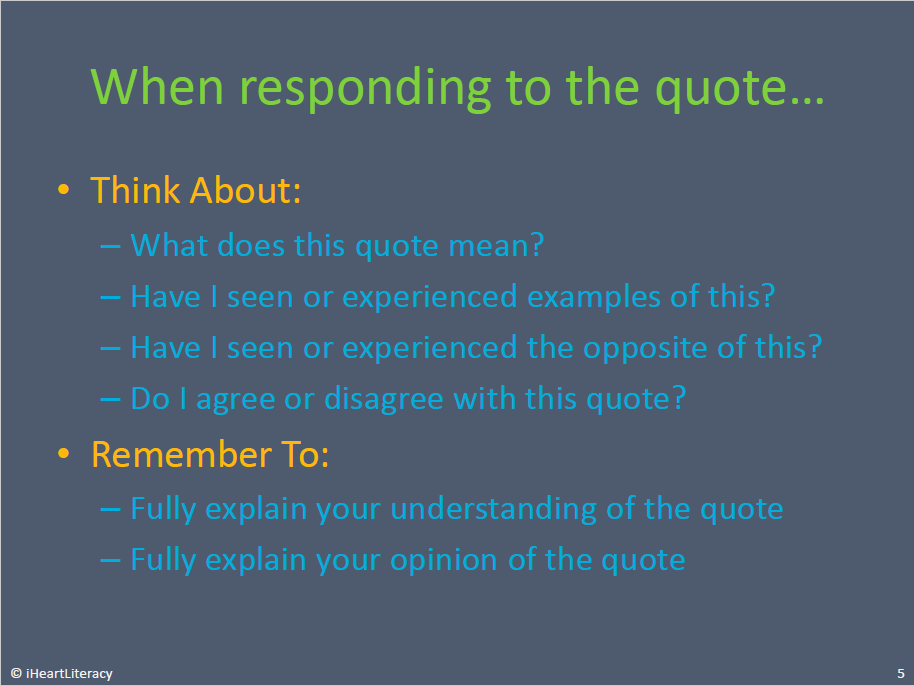 When responding to the quote…
• Think About:
– What does this quote mean?
– Have I seen or experienced examples of this?
– Have I seen or experienced the opposite of this?
– Do I agree or disagree with this quote?
• Remember To:
– Fully explain your understanding of the quote
– Fully explain your opinion of the quote
© iHeartLiteracy
5